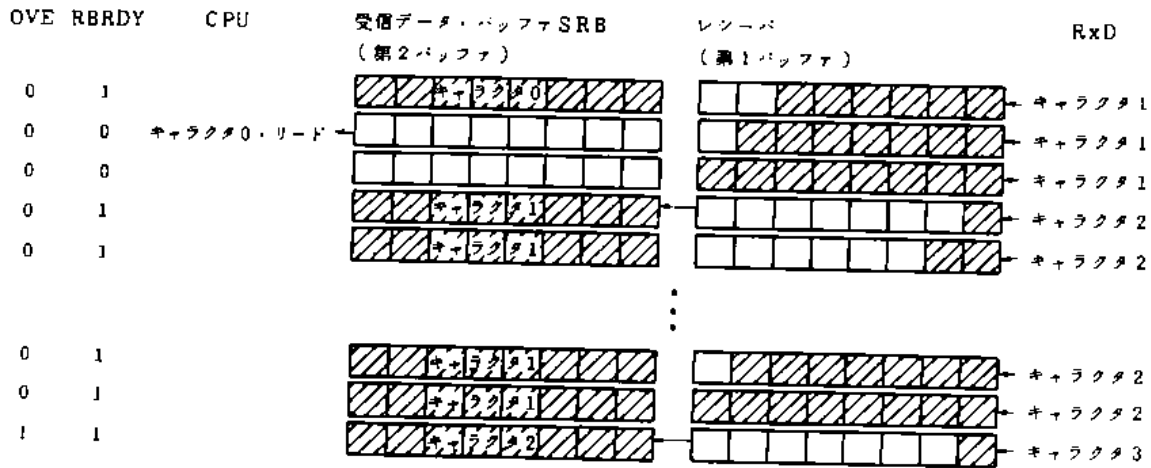 OVE RBRDY CPU 受信データ・バッファSRB レシーバ RxD
(第2バッファ) (第1バッファ)
0 1 キャラクタ0 キャラクタ1
0 0 キャラクタ0・リード キャラクタ1
0 0 キャラクタ1
0 1 キャラクタ1 キャラクタ2
0 1 キャラクタ1 キャラクタ2
0 1 キャラクタ1 キャラクタ2
0 1 キャラクタ1 キャラクタ2
1 1 キャラクタ2 キャラクタ3